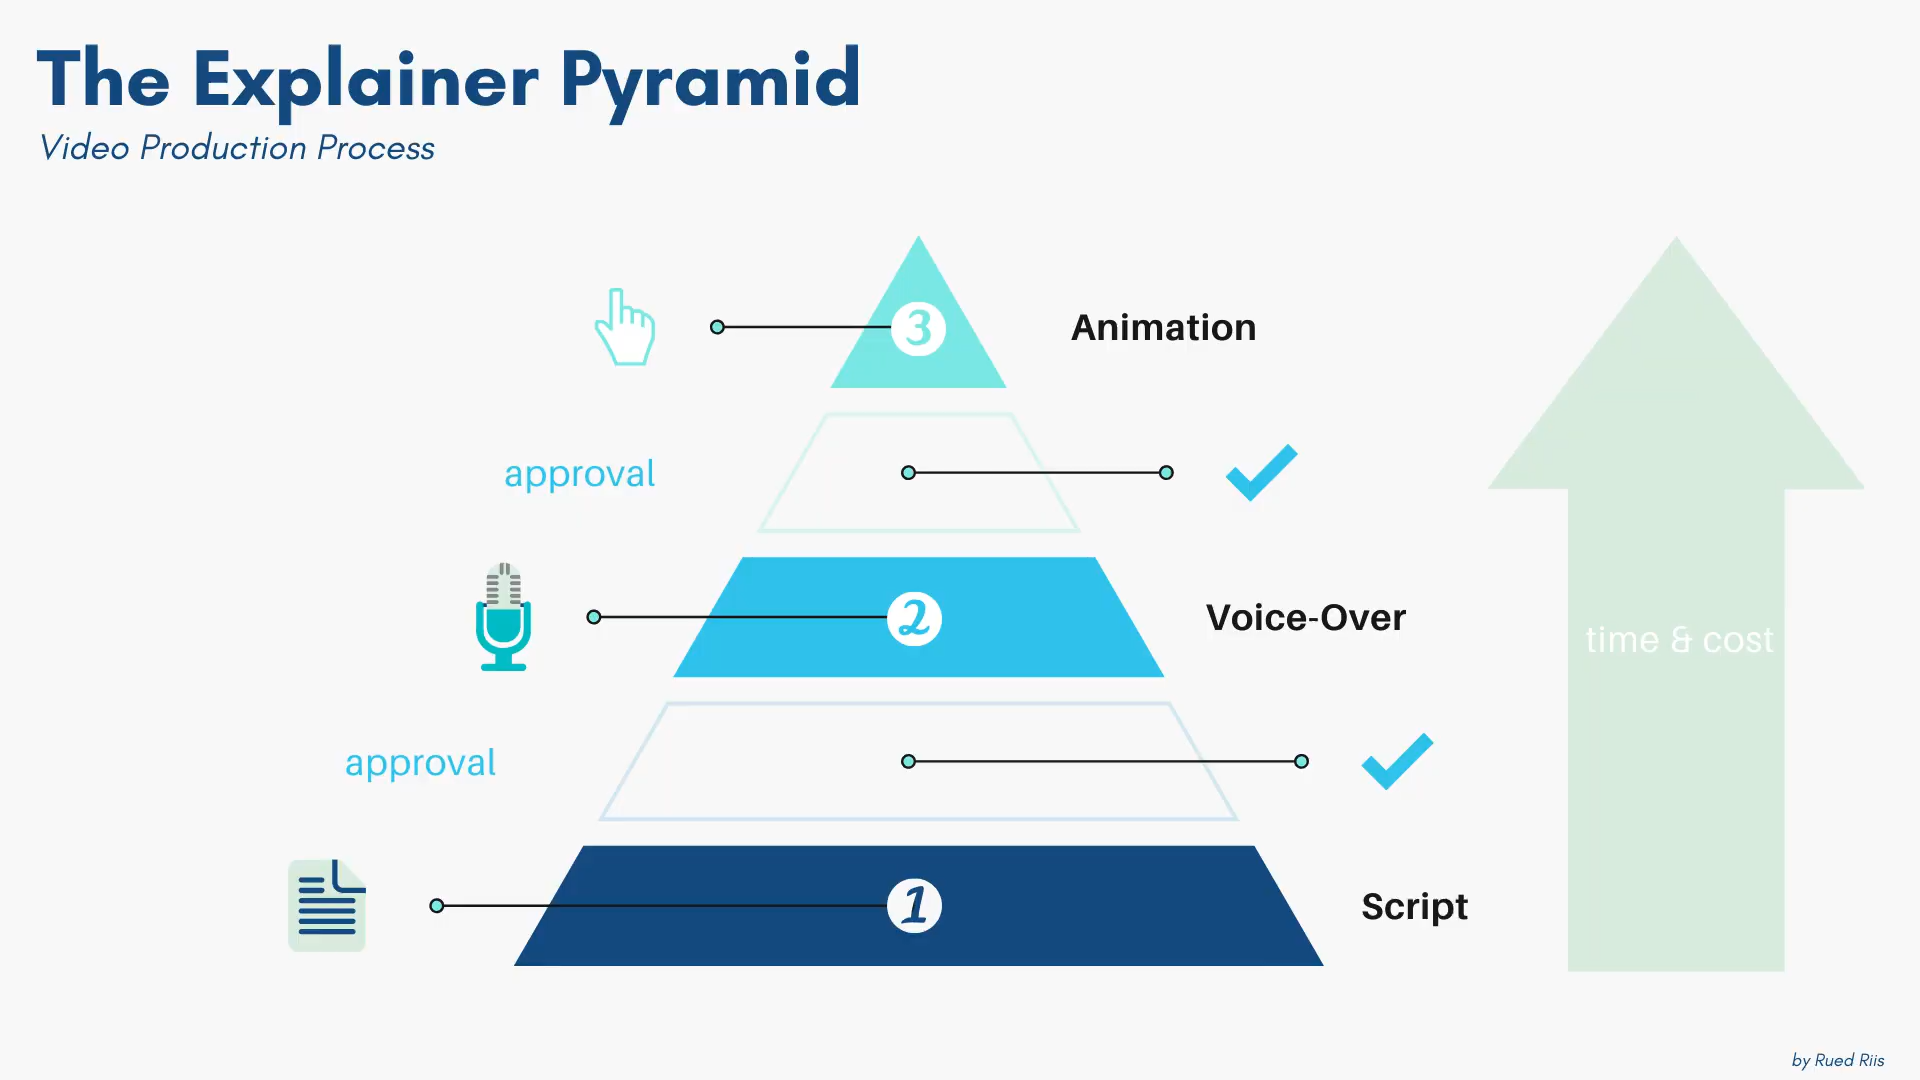 The Explainer Pyramid
Video Production Process
3
Animation
approval
2
Voice-Over
time & cost
approval
1
Script
by Rued Riis